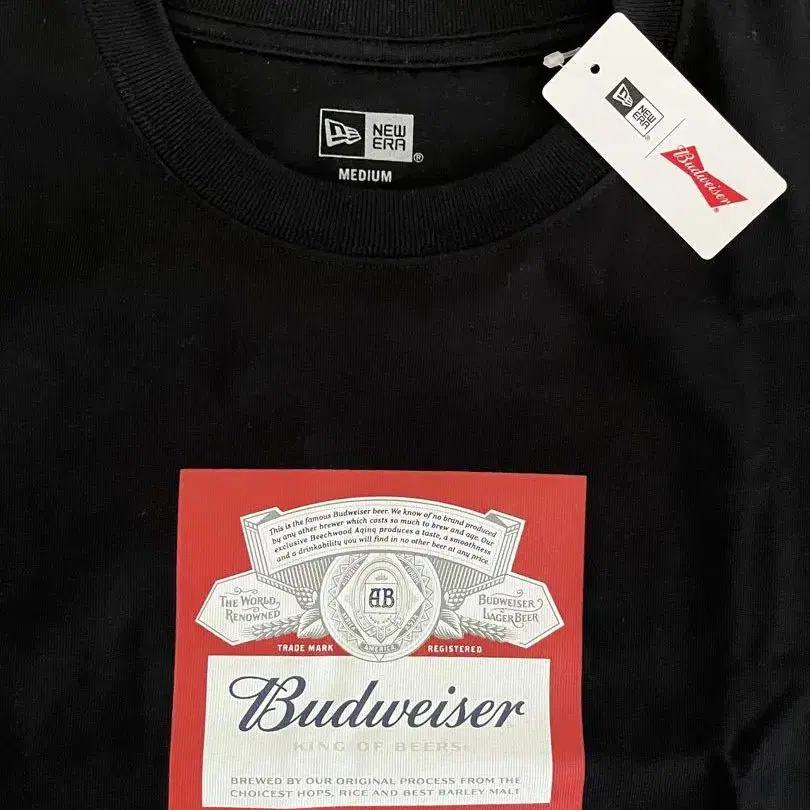 NEW ERA®
MEDIUM
NEW ERA®
Budweiser®
This is the famous Budweiser beer. We know of no brand produced
by any other brewer which costs so much to brew and age. Our
exclusive Beechwood Aging produces a taste, a smoothness
and a drinkability you will find in no other beer at any price.
THE WORLD
RENOWNED
AB
BUDWEISER
LAGER BEER
AMERICA
TRADE MARK
REGISTERED
Budweiser
KING OF BEERS
BREWED BY OUR ORIGINAL PROCESS FROM THE
CHOICEST HOPS, RICE AND BEST BARLEY MALT